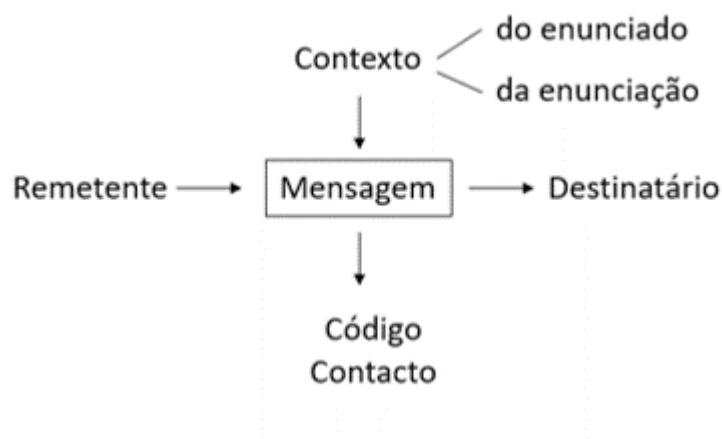 do enunciado
Contexto
da enunciação
Remetente
Mensagem
Destinatário
Código
Contacto